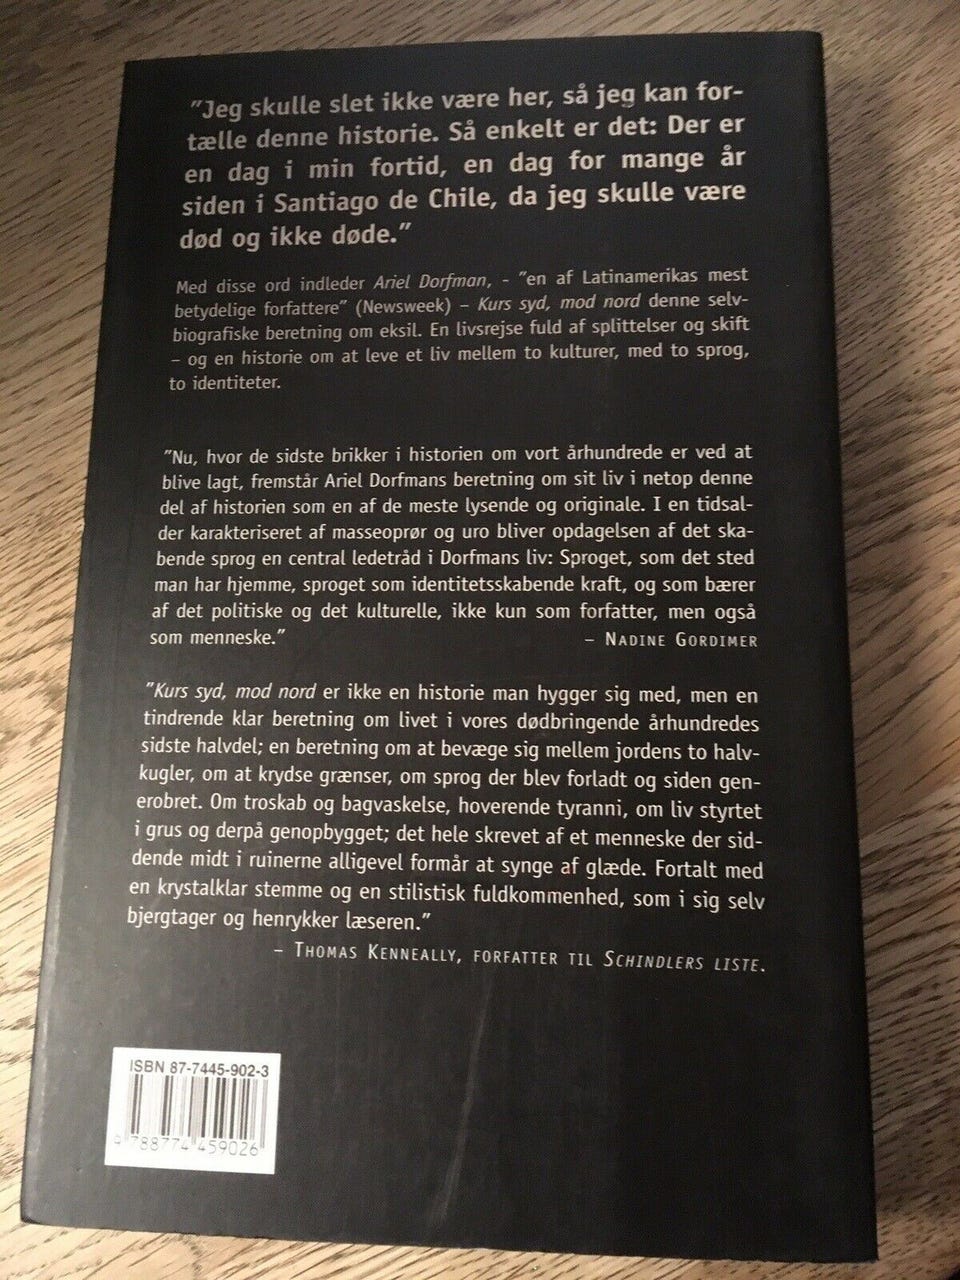 "Jeg skulle slet ikke være her, så jeg kan for-
tælle denne historie. Så enkelt er det: Der er
en dag i min fortid, en dag for mange år
siden i Santiago de Chile, da jeg skulle være
død og ikke døde."
Med disse ord indleder Ariel Dorfman, - "en af Latinamerikas mest
betydelige forfattere" (Newsweek) – Kurs syd, mod nord denne selv-
biografiske beretning om eksil. En livsrejse fuld af splittelser og skift
– og en historie om at leve et liv mellem to kulturer, med to sprog,
to identiteter.
"Nu, hvor de sidste brikker i historien om vort århundrede er ved at
blive lagt, fremstår Ariel Dorfmans beretning om sit liv i netop denne
del af historien som en af de meste lysende og originale. I en tidsal-
der karakteriseret af masseoprør og uro bliver opdagelsen af det ska-
bende sprog en central ledetråd i Dorfmans liv: Sproget, som det sted
man har hjemme, sproget som identitetsskabende kraft, og som bærer
af det politiske og det kulturelle, ikke kun som forfatter, men også
som menneske." – NADINE GORDIMER
"Kurs syd, mod nord er ikke en historie man hygger sig med, men en
tindrende klar beretning om livet i vores dødbringende århundredes
sidste halvdel; en beretning om at bevæge sig mellem jordens to halv-
kugler, om at krydse grænser, om sprog der blev forladt og siden gen-
erobret. Om troskab og bagvaskelse, hoverende tyranni, om liv styrtet
i grus og derpå genopbygget; det hele skrevet af et menneske der sid-
dende midt i ruinerne alligevel formår at synge af glæde. Fortalt med
en krystalklar stemme og en stilistisk fuldkommenhed, som i sig selv
bjergtager og henrykker læseren."
– THOMAS KENNEALLY, FORFATTER TIL SCHINDLERS LISTE.
ISBN 87-7445-902-3
9 788774 459026